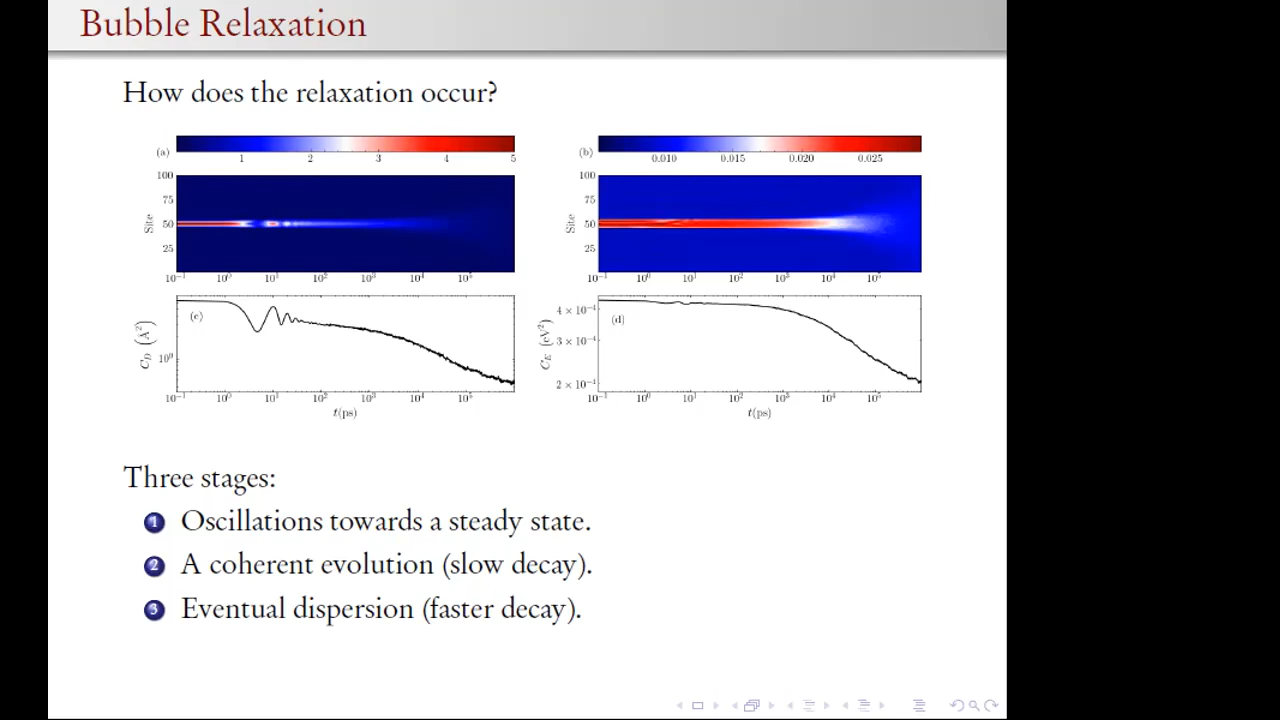 Bubble Relaxation
How does the relaxation occur?
(a)
1 2 3 4 5
(b)
0.010 0.015 0.020 0.025
100
75
Site 50
25
10⁻¹ 10⁰ 10¹ 10² 10³ 10⁴ 10⁵
100
75
Site 50
25
10⁻¹ 10⁰ 10¹ 10² 10³ 10⁴ 10⁵
(c)
C_D (Å²)
10⁰
10⁻¹ 10⁰ 10¹ 10² 10³ 10⁴ 10⁵
t(ps)
(d)
C_E (eV²)
4 × 10⁻⁴
3 × 10⁻⁴
2 × 10⁻⁴
10⁻¹ 10⁰ 10¹ 10² 10³ 10⁴ 10⁵
t(ps)
Three stages:
1 Oscillations towards a steady state.
2 A coherent evolution (slow decay).
3 Eventual dispersion (faster decay).